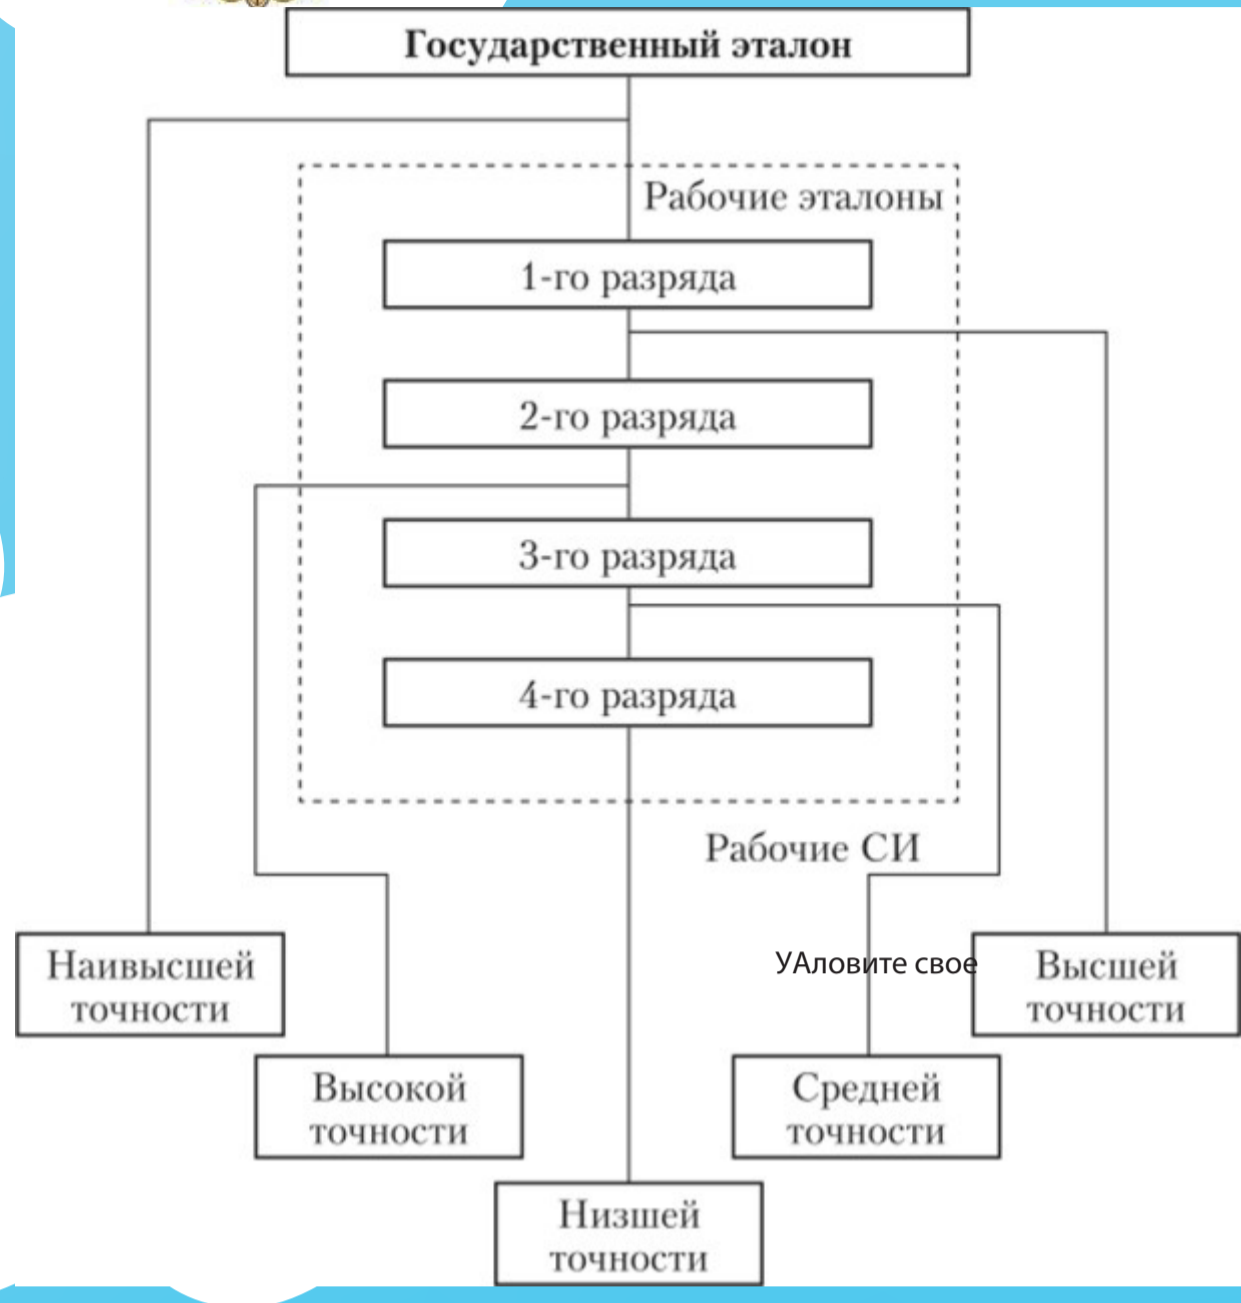 Государственный эталон
Рабочие эталоны
1-го разряда
2-го разряда
3-го разряда
4-го разряда
Рабочие СИ
Наивысшей
точности
УАловите свое
Высшей
точности
Высокой
точности
Средней
точности
Низшей
точности